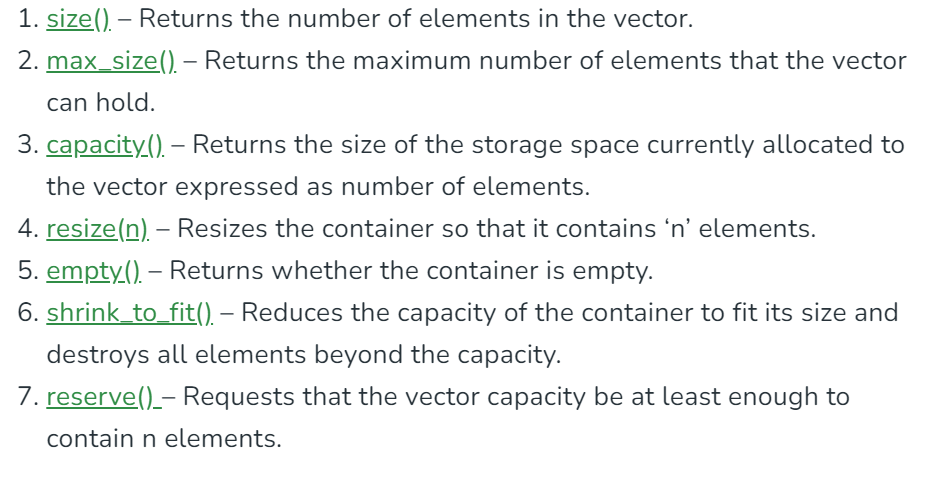 1. size() – Returns the number of elements in the vector.
2. max_size() – Returns the maximum number of elements that the vector
can hold.
3. capacity() – Returns the size of the storage space currently allocated to
the vector expressed as number of elements.
4. resize(n) – Resizes the container so that it contains ‘n’ elements.
5. empty() – Returns whether the container is empty.
6. shrink_to_fit() – Reduces the capacity of the container to fit its size and
destroys all elements beyond the capacity.
7. reserve() – Requests that the vector capacity be at least enough to
contain n elements.